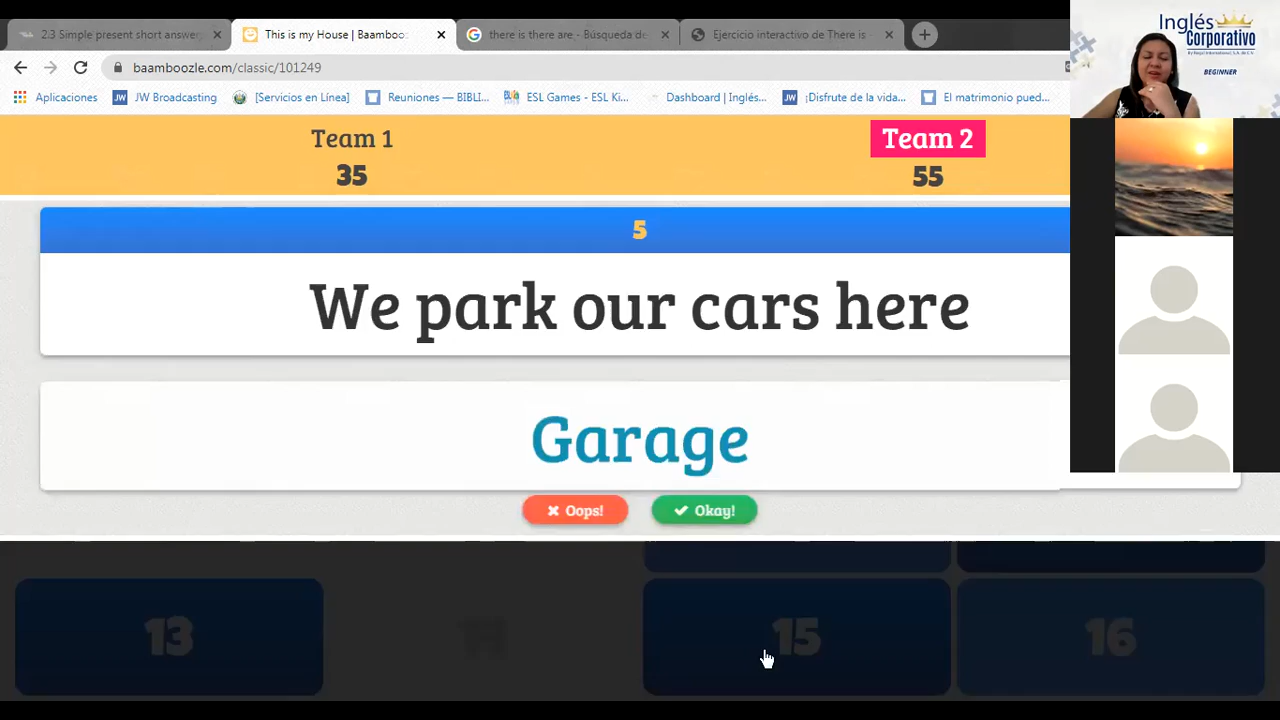 2.3 Simple present short answer
This is my House | Baamboo
there is there are - Búsqueda de
Ejercicio interactivo de There is
baamboozle.com/classic/101249
Aplicaciones
JW Broadcasting
[Servicios en Línea]
Reuniones — BIBLI...
ESL Games - ESL Ki...
Dashboard | Inglés...
¡Disfrute de la vida...
El matrimonio pued...
Inglés
Corporativo
BEGINNER
Team 1
35
Team 2
55
5
We park our cars here
Garage
Oops!
Okay!
13
14
15
16